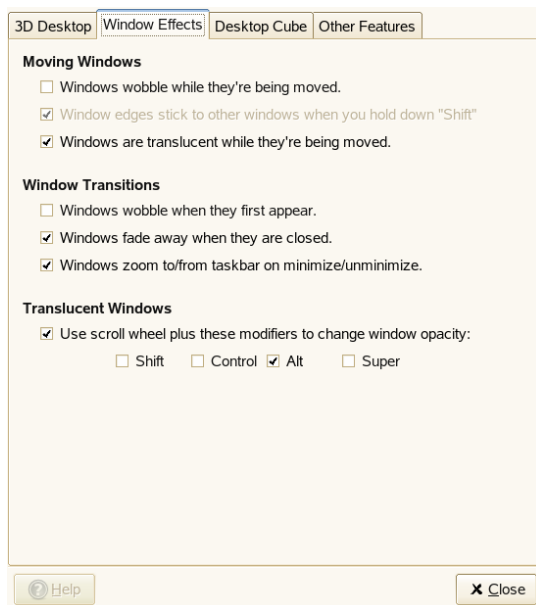 3D Desktop Window Effects Desktop Cube Other Features
Moving Windows
Windows wobble while they're being moved.
Window edges stick to other windows when you hold down "Shift"
Windows are translucent while they're being moved.
Window Transitions
Windows wobble when they first appear.
Windows fade away when they are closed.
Windows zoom to/from taskbar on minimize/unminimize.
Translucent Windows
Use scroll wheel plus these modifiers to change window opacity:
Shift Control Alt Super
Help Close